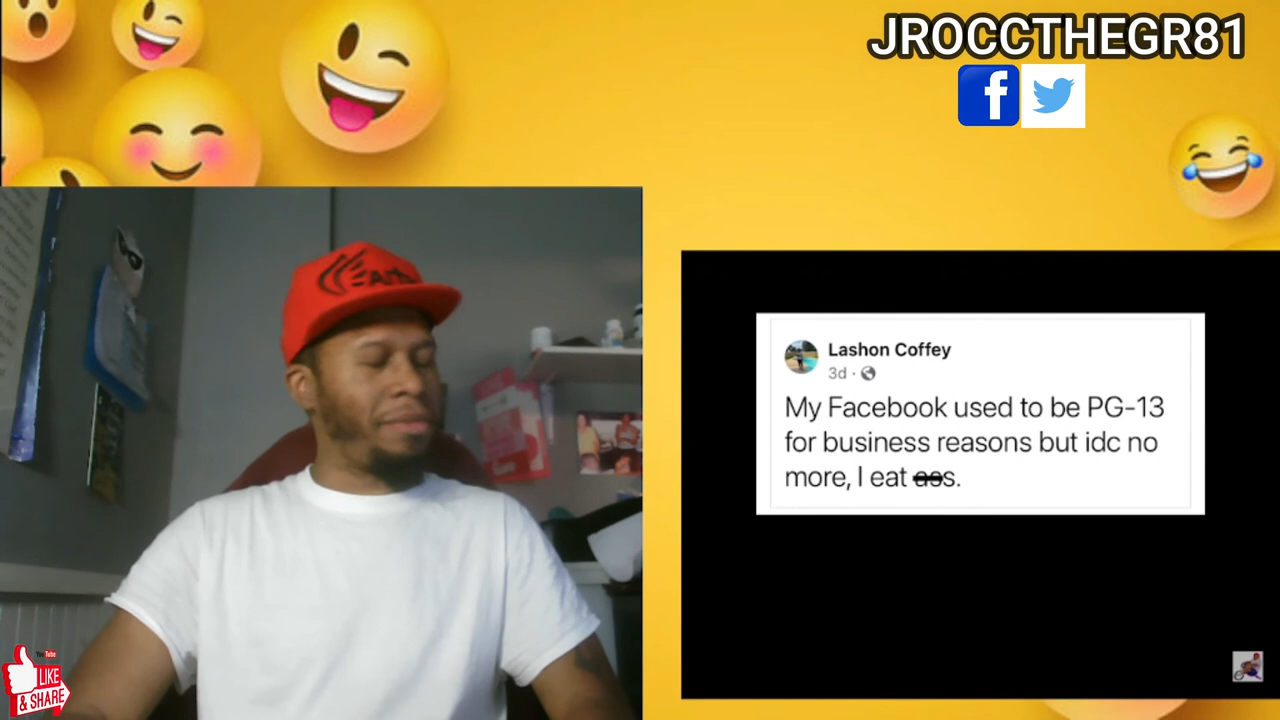 JROCCTHEGR81
Lashon Coffey
3d ·
My Facebook used to be PG-13
for business reasons but idc no
more, I eat ass.
YouTube
LIKE
& SHARE